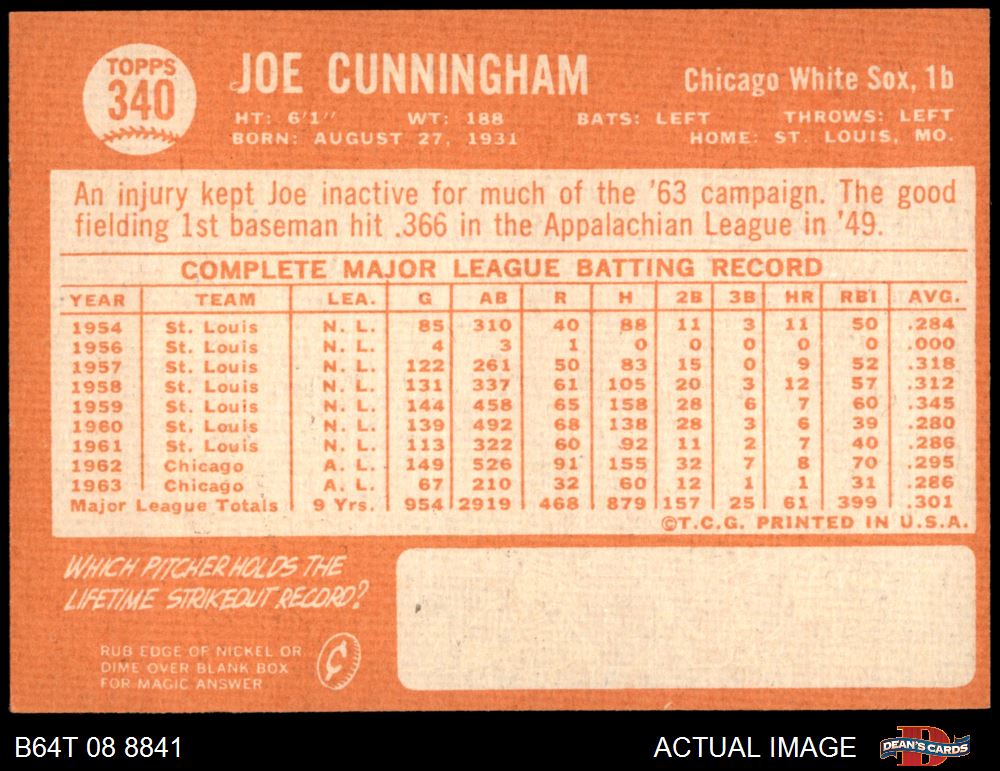 TOPPS
340
JOE CUNNINGHAM
Chicago White Sox, 1b
HT: 6'1" WT: 188 BATS: LEFT THROWS: LEFT
BORN: AUGUST 27, 1931 HOME: ST. LOUIS, MO.
An injury kept Joe inactive for much of the '63 campaign. The good
fielding 1st baseman hit .366 in the Appalachian League in '49.
COMPLETE MAJOR LEAGUE BATTING RECORD
YEAR TEAM LEA. G AB R H 2B 3B HR RBI AVG.
1954 St. Louis N. L. 85 310 40 88 11 3 11 50 .284
1956 St. Louis N. L. 4 3 1 0 0 0 0 0 .000
1957 St. Louis N. L. 122 261 50 83 15 0 9 52 .318
1958 St. Louis N. L. 131 337 61 105 20 3 12 57 .312
1959 St. Louis N. L. 144 458 65 158 28 6 7 60 .345
1960 St. Louis N. L. 139 492 68 138 28 3 6 39 .280
1961 St. Louis N. L. 113 322 60 92 11 2 7 40 .286
1962 Chicago A. L. 149 526 91 155 32 7 8 70 .295
1963 Chicago A. L. 67 210 32 60 12 1 1 31 .286
Major League Totals 9 Yrs. 954 2919 468 879 157 25 61 399 .301
©T.C.G. PRINTED IN U.S.A.
WHICH PITCHER HOLDS THE
LIFETIME STRIKEOUT RECORD?
RUB EDGE OF NICKEL OR
DIME OVER BLANK BOX
FOR MAGIC ANSWER
¢
B64T 08 8841 ACTUAL IMAGE
DEAN'S CARDS